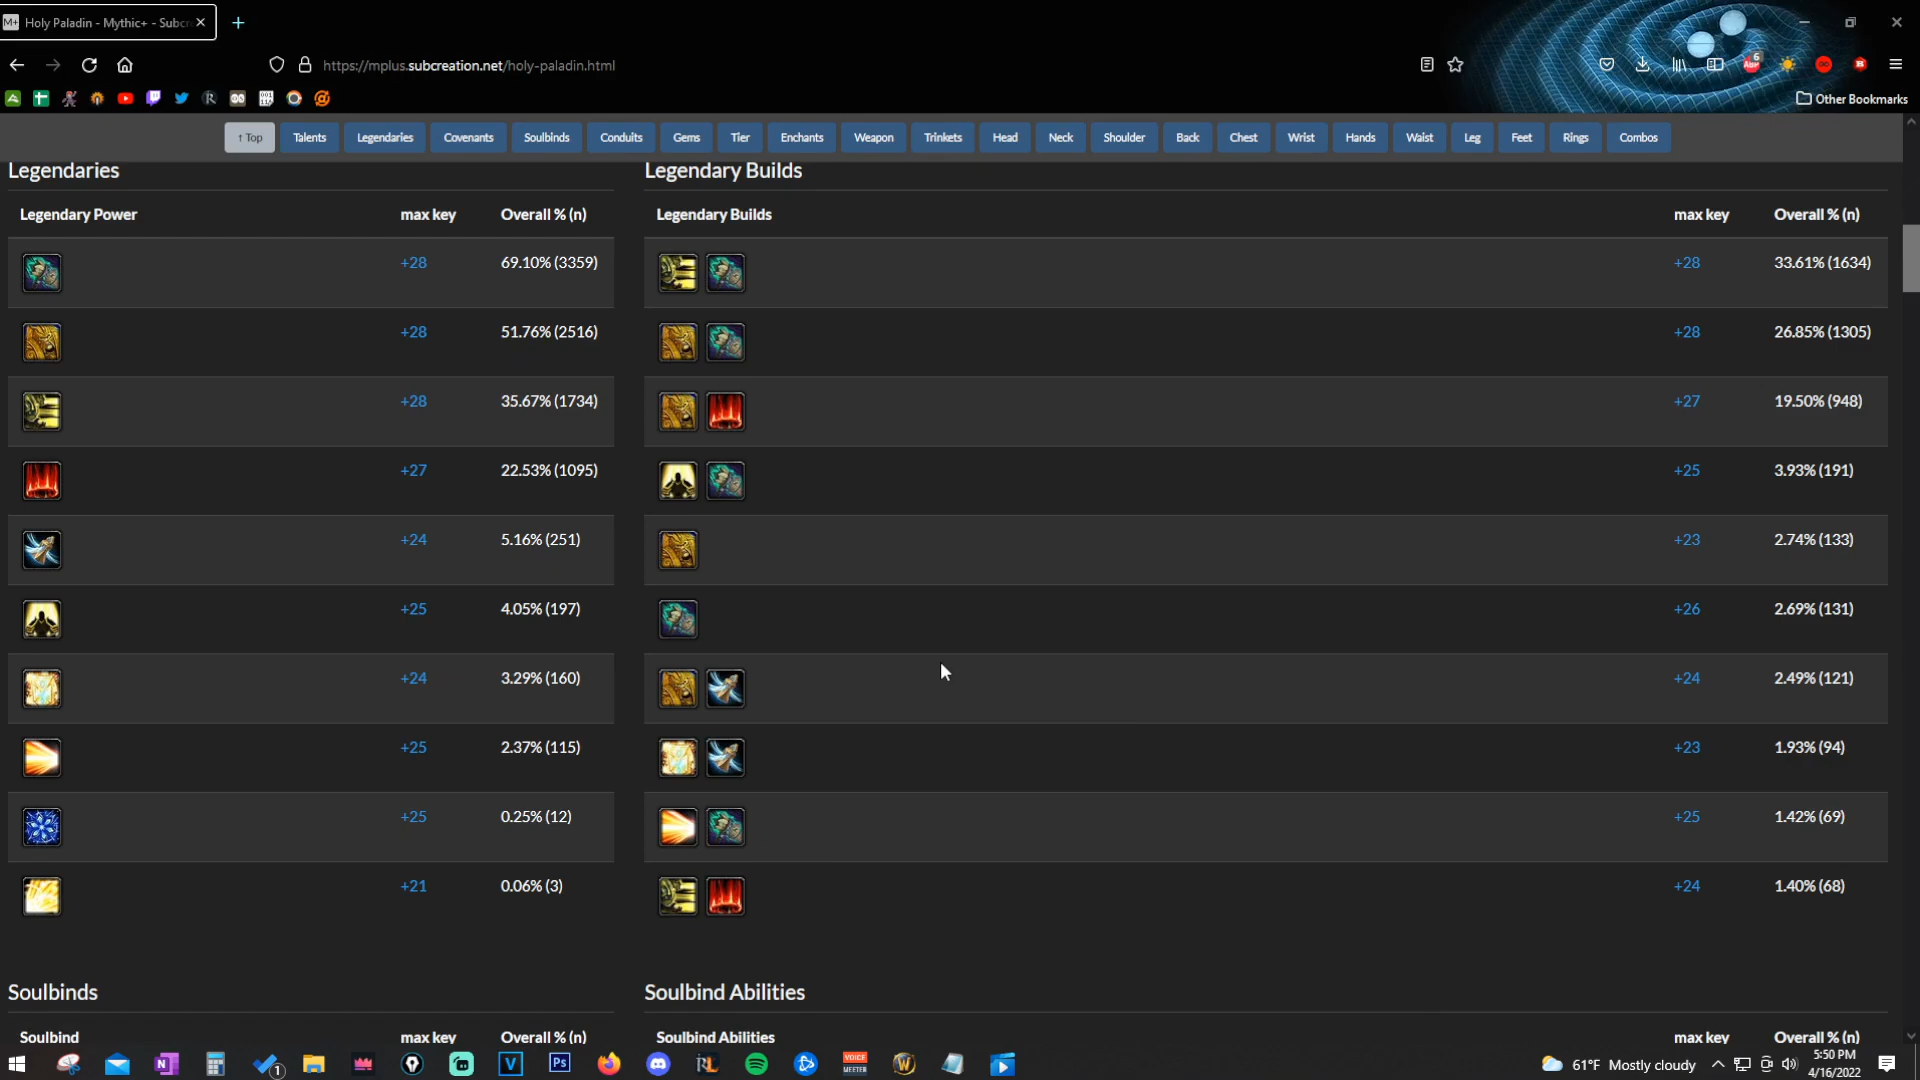 Holy Paladin - Mythic+ - Subcr
https://mplus.subcreation.net/holy-paladin.html
6
Other Bookmarks
↑ Top Talents Legendaries Covenants Soulbinds Conduits Gems Tier Enchants Weapon Trinkets Head Neck Shoulder Back Chest Wrist Hands Waist Leg Feet Rings Combos
Legendaries
Legendary Power max key Overall % (n)
+28 69.10% (3359)
+28 51.76% (2516)
+28 35.67% (1734)
+27 22.53% (1095)
+24 5.16% (251)
+25 4.05% (197)
+24 3.29% (160)
+25 2.37% (115)
+25 0.25% (12)
+21 0.06% (3)
Legendary Builds
Legendary Builds max key Overall % (n)
+28 33.61% (1634)
+28 26.85% (1305)
+27 19.50% (948)
+25 3.93% (191)
+23 2.74% (133)
+26 2.69% (131)
+24 2.49% (121)
+23 1.93% (94)
+25 1.42% (69)
+24 1.40% (68)
Soulbinds
Soulbind max key Overall % (n)
Soulbind Abilities
Soulbind Abilities max key Overall % (n)
61°F Mostly cloudy
5:50 PM
4/16/2022